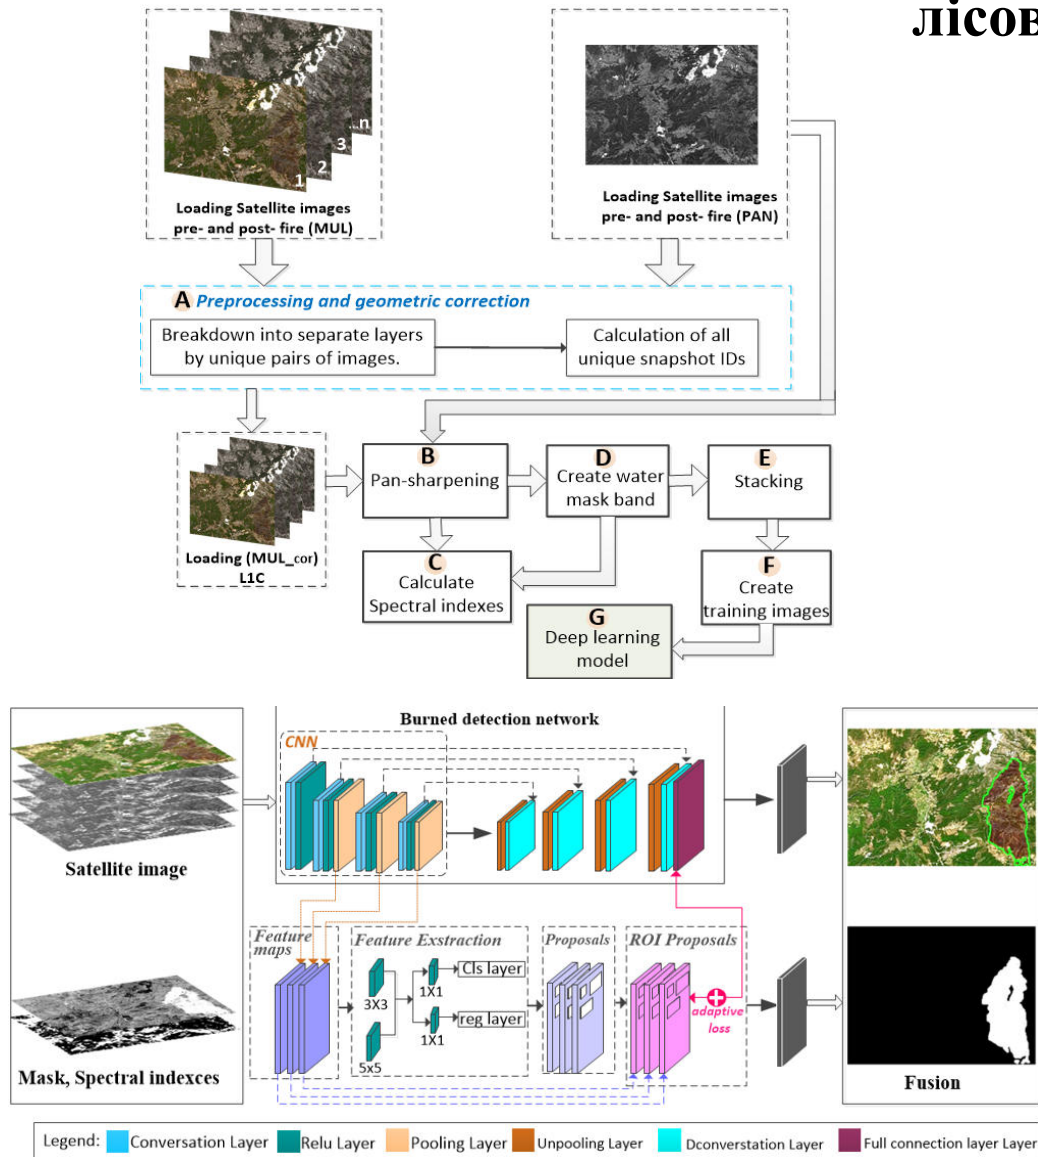 лісов
...n
3
2
1
Loading Satellite images
pre- and post- fire (MUL)
Loading Satellite images
pre- and post- fire (PAN)
A Preprocessing and geometric correction
Breakdown into separate layers
by unique pairs of images.
Calculation of all
unique snapshot IDs
Loading (MUL_cor)
L1C
B
Pan-sharpening
D
Create water
mask band
E
Stacking
C
Calculate
Spectral indexes
F
Create
training images
G
Deep learning
model
Burned detection network
CNN
Satellite image
Feature
maps
Feature Exstraction
3X3
5x5
1X1
1X1
Cls layer
reg layer
Proposals
ROI Proposals
adaptive
loss
Mask, Spectral indexces
Fusion
Legend: Conversation Layer Relu Layer Pooling Layer Unpooling Layer Dconverstation Layer Full connection layer Layer